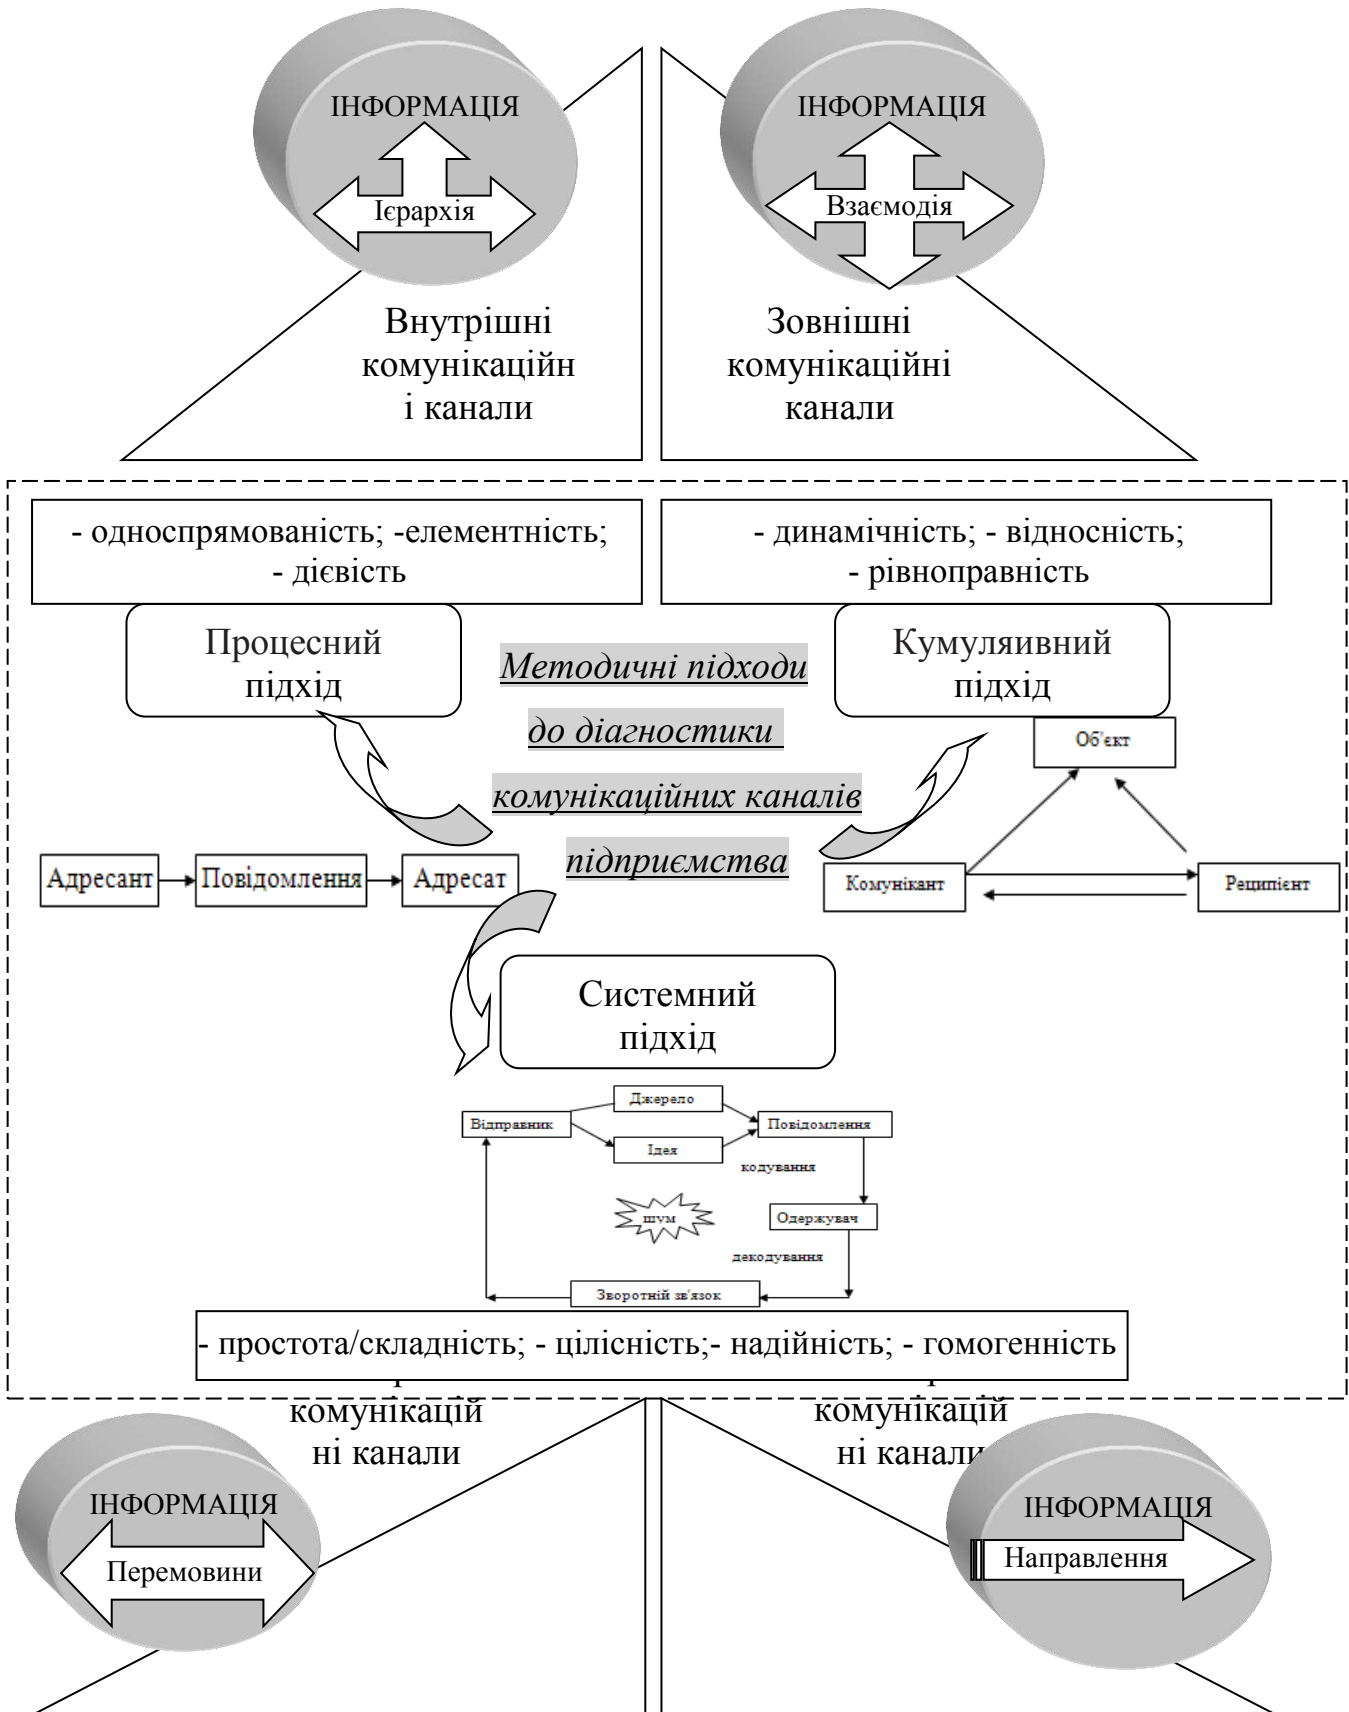 ІНФОРМАЦІЯ
Ієрархія
Внутрішні
комунікаційн
і канали
ІНФОРМАЦІЯ
Взаємодія
Зовнішні
комунікаційні
канали
- односпрямованість; -елементність;
- дієвість
- динамічність; - відносність;
- рівноправність
Процесний
підхід
Методичні підходи
до діагностики
комунікаційних каналів
підприємства
Кумуляивний
підхід
Адресант
Повідомлення
Адресат
Об'єкт
Комунікант
Реципієнт
Системний
підхід
Джерело
Відправник
Повідомлення
Ідея
кодування
шум
Одержувач
декодування
Зворотній зв'язок
- простота/складність; - цілісність;- надійність; - гомогенність
комунікацій
ні канали
ІНФОРМАЦІЯ
Перемовини
комунікацій
ні канали
ІНФОРМАЦІЯ
Направлення